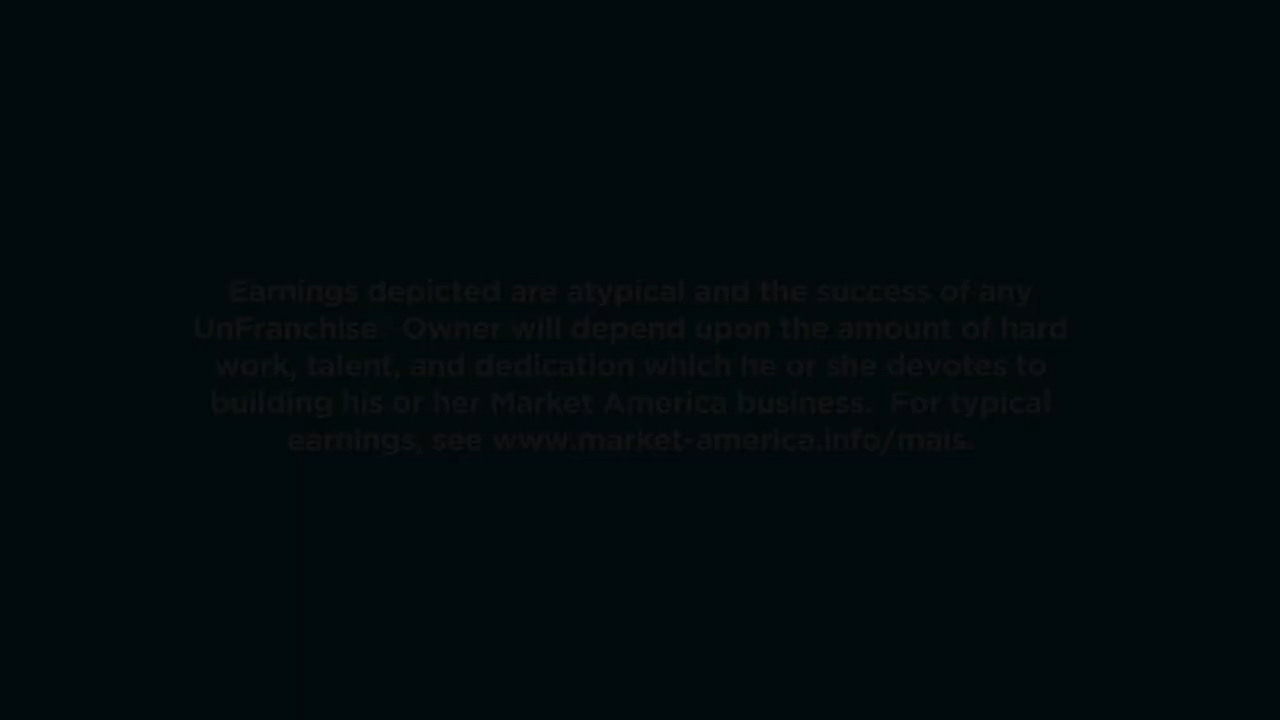 Earnings depicted are atypical and the success of any
UnFranchise Owner will depend upon the amount of hard
work, talent, and dedication which he or she devotes to
building his or her Market America business. For typical
earnings, see www.market-america.info/mais.